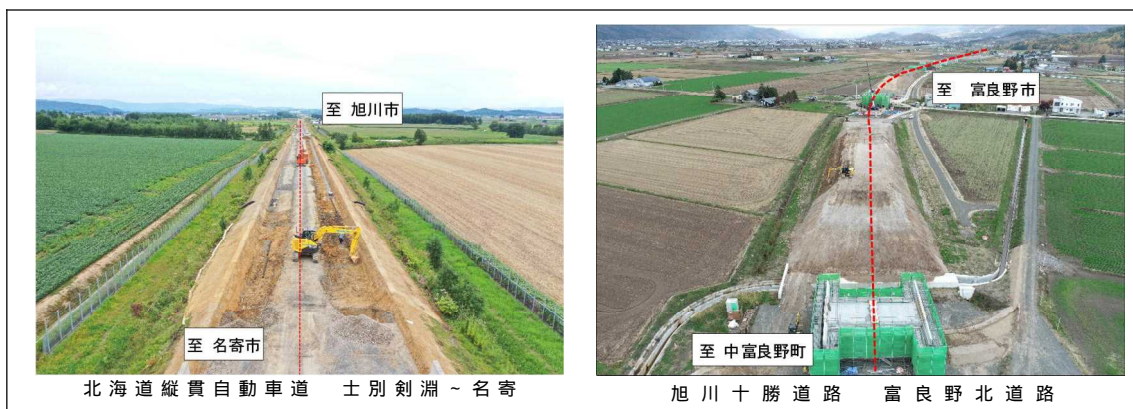 至 旭川市
至 名寄市
北海道縦貫自動車道 士別剣淵～名寄
至 富良野市
至 中富良野町
旭川十勝道路 富良野北道路